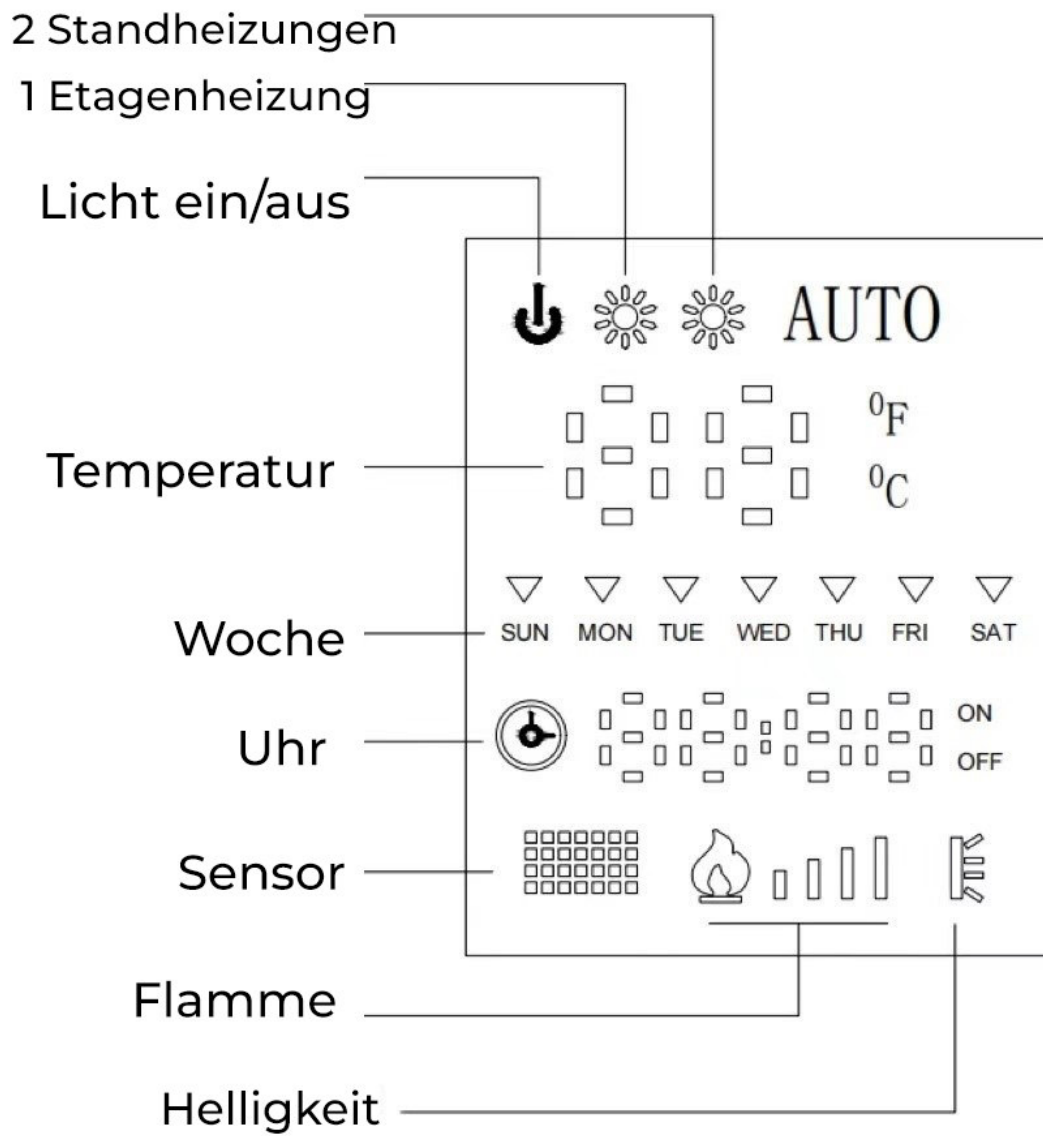 2 Standheizungen
1 Etagenheizung
Licht ein/aus
AUTO
⁰F
Temperatur
⁰C
Woche
SUN MON TUE WED THU FRI SAT
Uhr
ON
OFF
Sensor
Flamme
Helligkeit